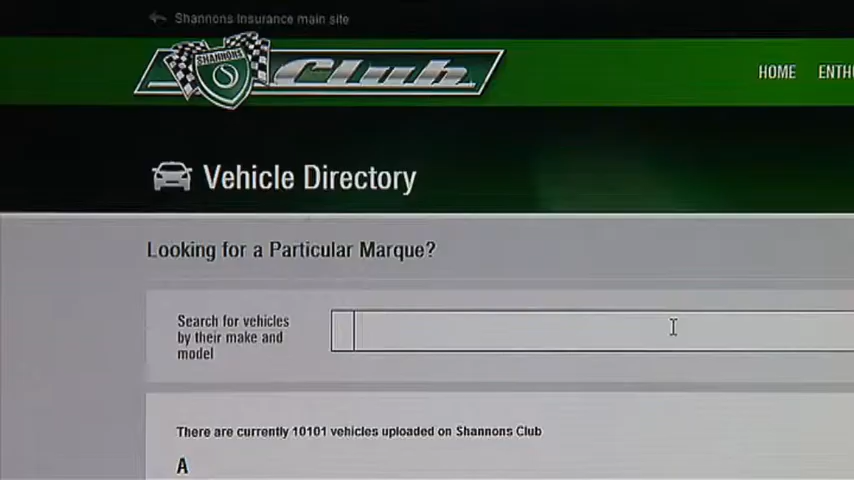 Shannons Insurance main site
SHANNONS
Club
HOME
Vehicle Directory
Looking for a Particular Marque?
Search for vehicles
by their make and
model
There are currently 10101 vehicles uploaded on Shannons Club
A